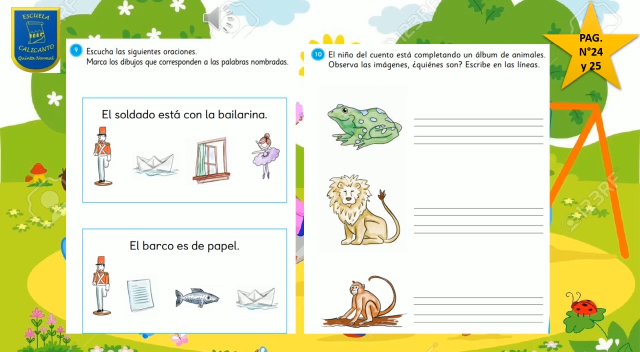 ESCUELA
CALICANTO
Quinta Normal
9 Escucha las siguientes oraciones.
Marca los dibujos que corresponden a las palabras nombradas.
El soldado está con la bailarina.
El barco es de papel.
10 El niño del cuento está completando un álbum de animales.
Observa las imágenes, ¿quiénes son? Escribe en las líneas.
PAG.
N°24
y 25